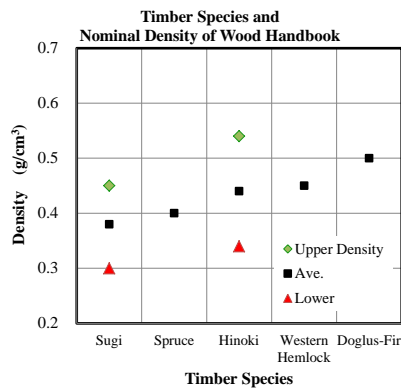 Timber Species and
Nominal Density of Wood Handbook
Density (g/cm³)
0.7
0.6
0.5
0.4
0.3
0.2
Upper Density
Ave.
Lower
Sugi Spruce Hinoki Western Hemlock Doglus-Fir
Timber Species